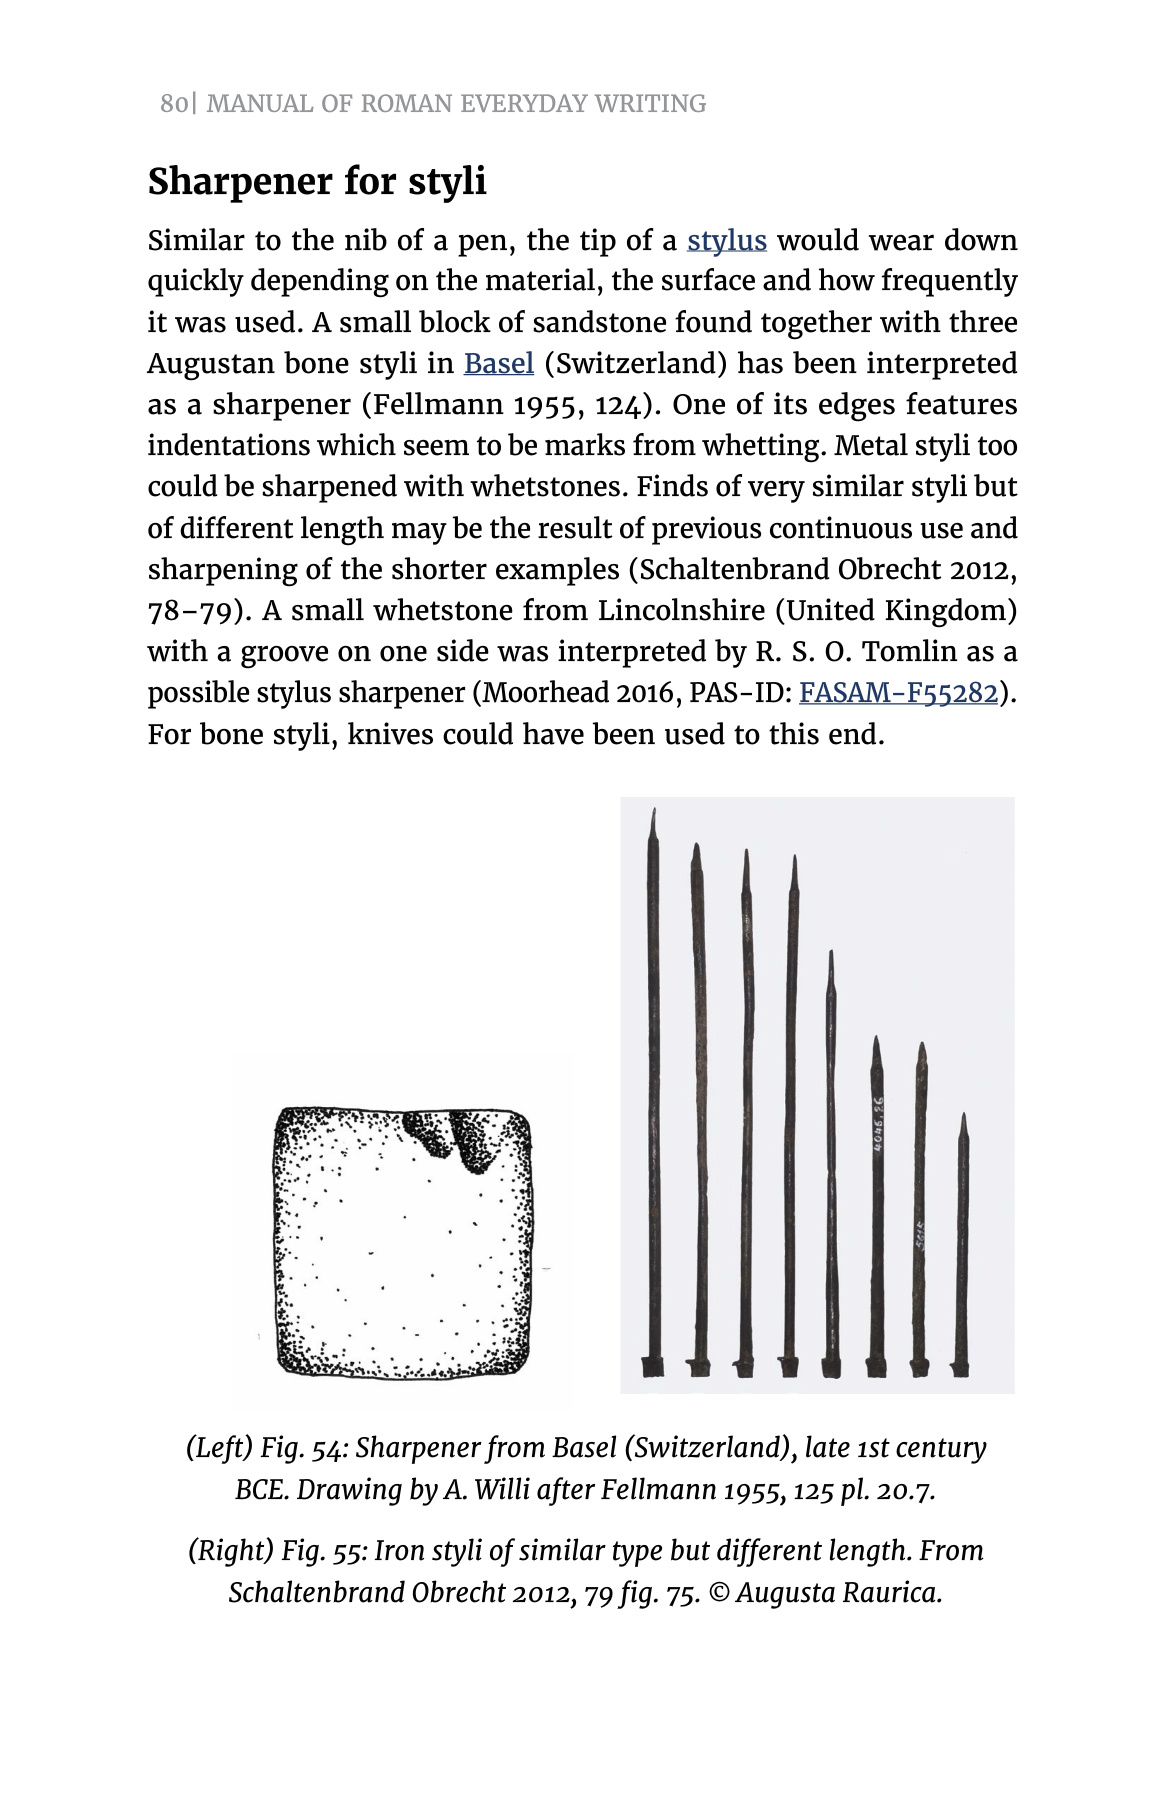 80| MANUAL OF ROMAN EVERYDAY WRITING
Sharpener for styli
Similar to the nib of a pen, the tip of a stylus would wear down
quickly depending on the material, the surface and how frequently
it was used. A small block of sandstone found together with three
Augustan bone styli in Basel (Switzerland) has been interpreted
as a sharpener (Fellmann 1955, 124). One of its edges features
indentations which seem to be marks from whetting. Metal styli too
could be sharpened with whetstones. Finds of very similar styli but
of different length may be the result of previous continuous use and
sharpening of the shorter examples (Schaltenbrand Obrecht 2012,
78–79). A small whetstone from Lincolnshire (United Kingdom)
with a groove on one side was interpreted by R. S. O. Tomlin as a
possible stylus sharpener (Moorhead 2016, PAS-ID: FASAM-F55282).
For bone styli, knives could have been used to this end.
4046.26
(Left) Fig. 54: Sharpener from Basel (Switzerland), late 1st century
BCE. Drawing by A. Willi after Fellmann 1955, 125 pl. 20.7.
(Right) Fig. 55: Iron styli of similar type but different length. From
Schaltenbrand Obrecht 2012, 79 fig. 75. © Augusta Raurica.